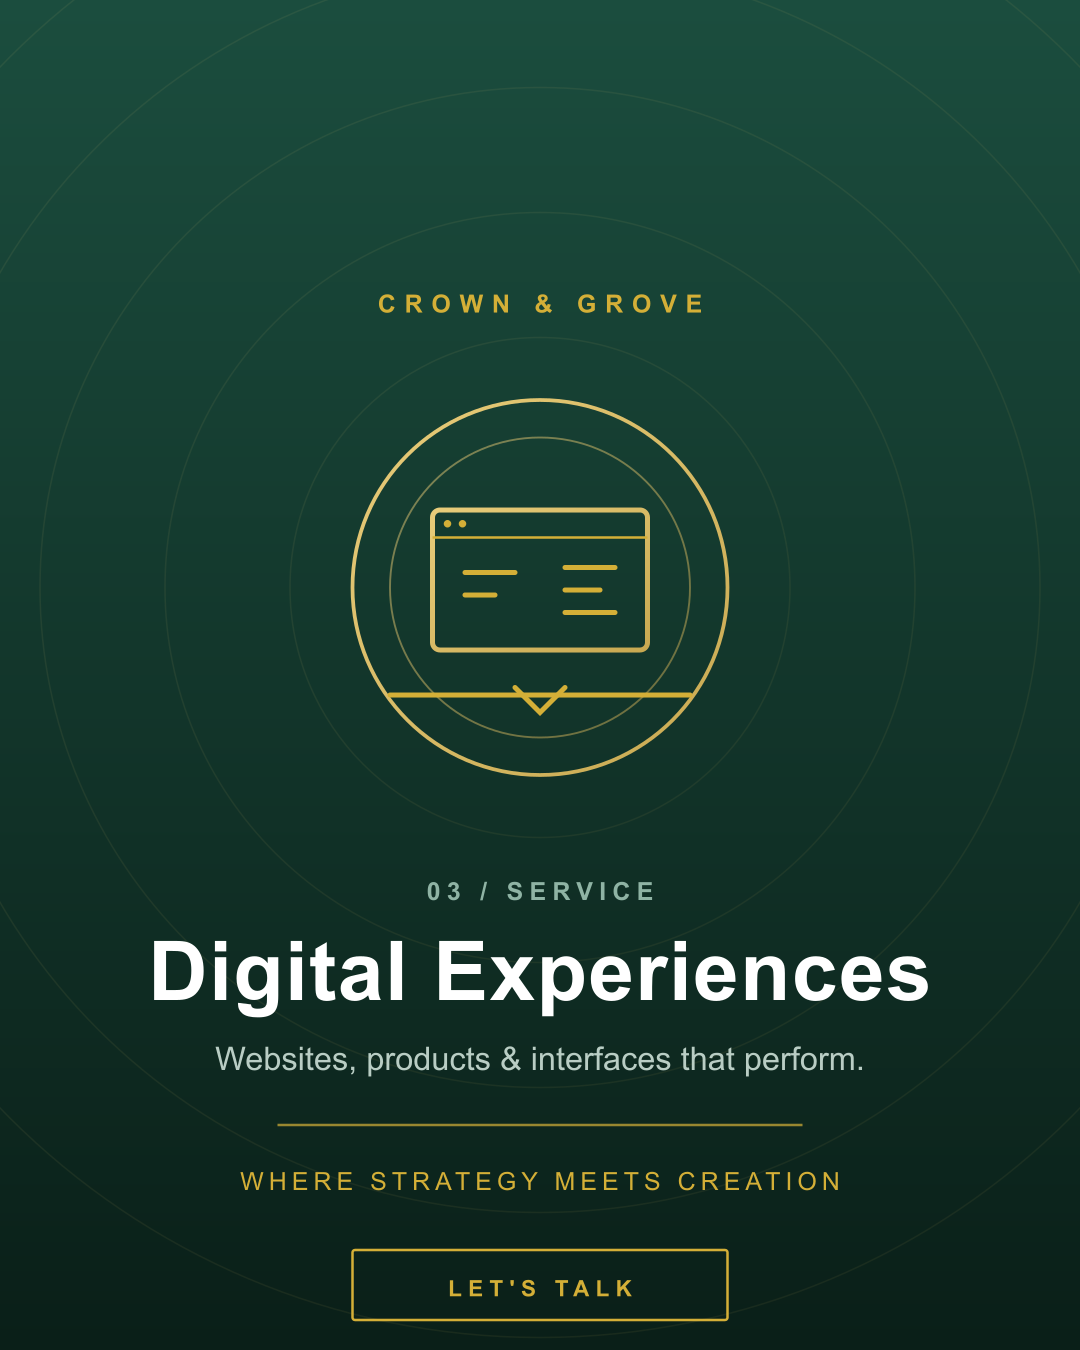 CROWN & GROVE
03 / SERVICE
Digital Experiences
Websites, products & interfaces that perform.
WHERE STRATEGY MEETS CREATION
LET'S TALK